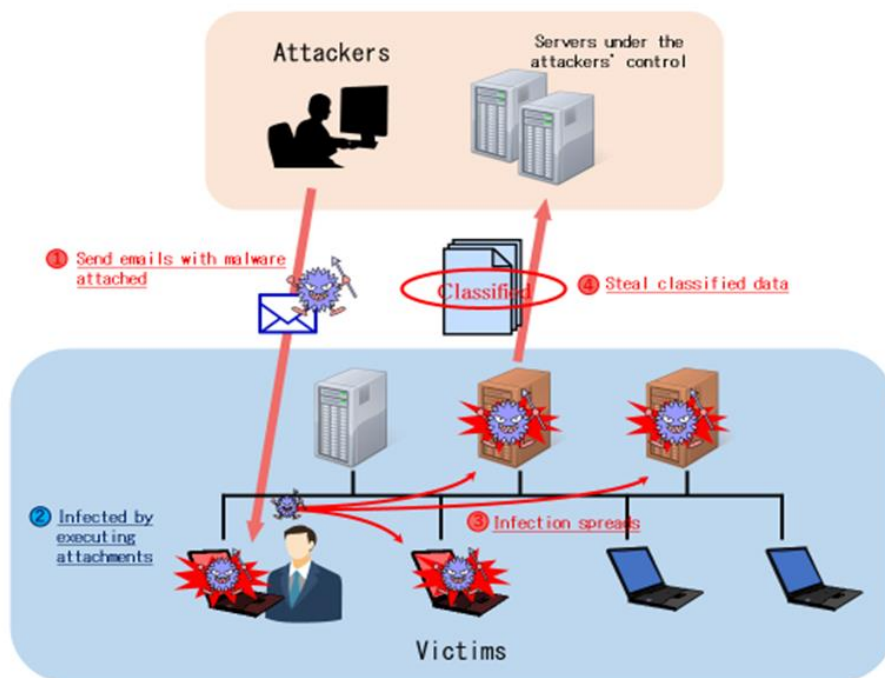 Attackers
Servers under the
attackers' control
① Send emails with malware
attached
Classified
④ Steal classified data
② Infected by
executing
attachments
③ Infection spreads
Victims